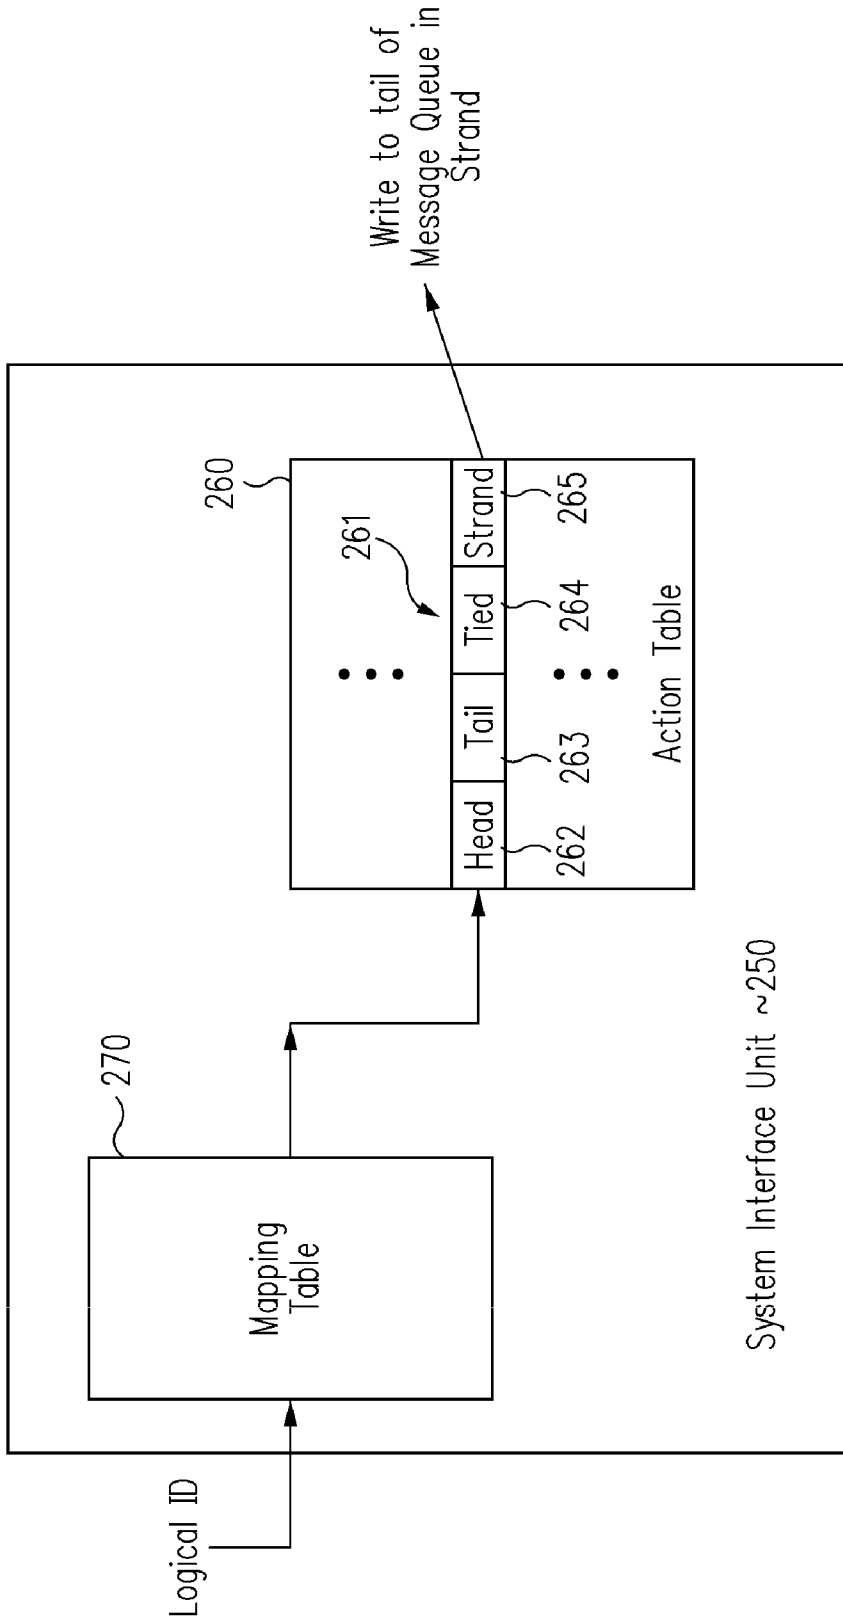 Logical ID
270
Mapping
Table
260
261
Head
Tail
Tied
Strand
262
263
264
265
Action Table
System Interface Unit ~250
Write to tail of
Message Queue in
Strand